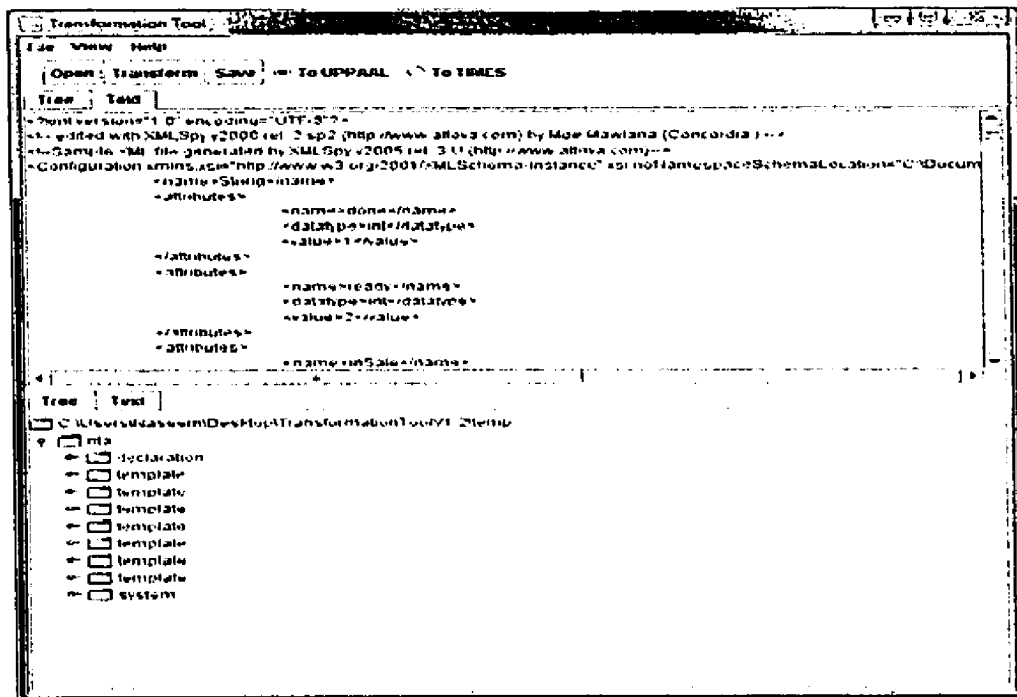 Transformation Tool
File View Help
Open Transform Save To UPPAAL To TIMES
Tree Text
<?xml version="1.0" encoding="UTF-8"?>
<!-- edited with XMLSpy v2006 rel. 3 sp2 (http://www.altova.com) by Moe Mawlana (Concordia) -->
<!--Sample XML file generated by XMLSpy v2005 rel. 3 U (http://www.altova.com)-->
<Configuration xmlns:xsi="http://www.w3.org/2001/XMLSchema-instance" xsi:noNamespaceSchemaLocation="C:\Docum
<name>String</name>
<attributes>
<name>done</name>
<datatype>int</datatype>
<value>1</value>
</attributes>
<attributes>
<name>ready</name>
<datatype>int</datatype>
<value>2</value>
</attributes>
<attributes>
<name>inSale</name>
Tree Text
nta
declaration
template
template
template
template
template
template
template
system